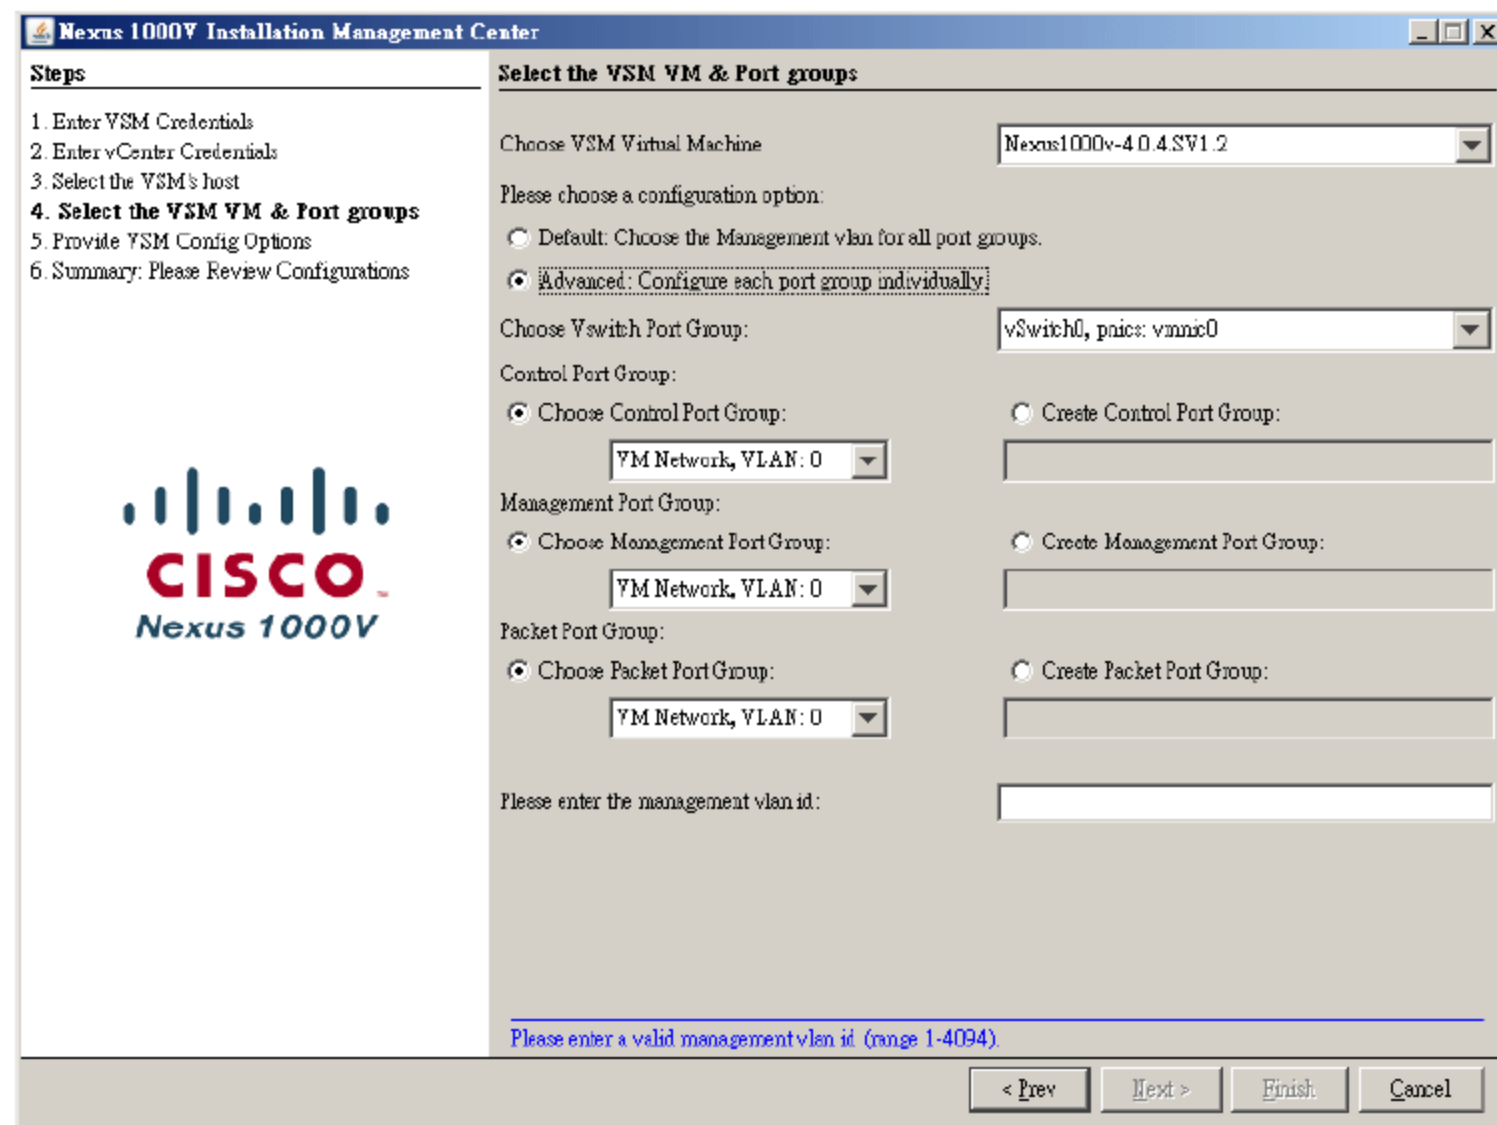 Nexus 1000V Installation Management Center
Steps
1. Enter VSM Credentials
2. Enter vCenter Credentials
3. Select the VSM's host
4. Select the VSM VM & Port groups
5. Provide VSM Config Options
6. Summary: Please Review Configurations
CISCO™
Nexus 1000V
Select the VSM VM & Port groups
Choose VSM Virtual Machine
Nexus1000v-4.0.4.SV1.2
Please choose a configuration option:
Default: Choose the Management vlan for all port groups.
Advanced: Configure each port group individually.
Choose Vswitch Port Group:
vSwitch0, pnics: vmnic0
Control Port Group:
Choose Control Port Group:
Create Control Port Group:
VM Network, VLAN: 0
Management Port Group:
Choose Management Port Group:
Create Management Port Group:
VM Network, VLAN: 0
Packet Port Group:
Choose Packet Port Group:
Create Packet Port Group:
VM Network, VLAN: 0
Please enter the management vlan id:
Please enter a valid management vlan id (range 1-4094).
< Prev
Next >
Finish
Cancel